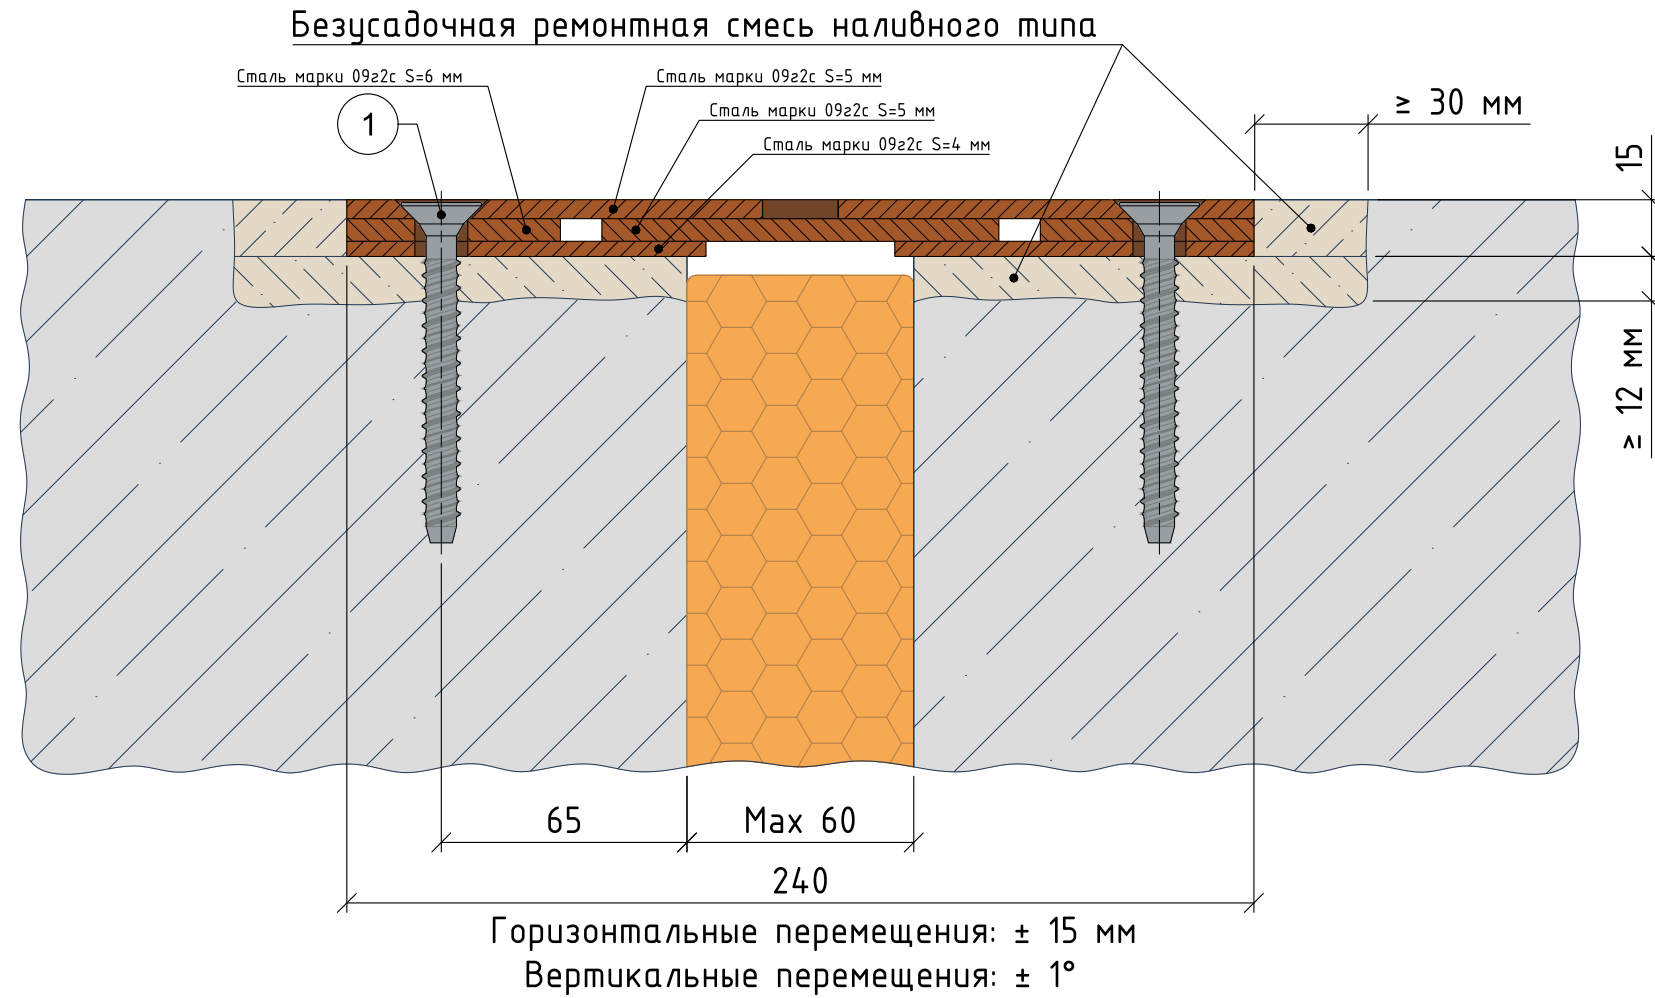 Безусадочная ремонтная смесь наливного типа
Сталь марки 09г2с S=6 мм
Сталь марки 09г2с S=5 мм
Сталь марки 09г2с S=5 мм
Сталь марки 09г2с S=4 мм
1
≥ 30 мм
15
≥ 12 мм
65
Max 60
240
Горизонтальные перемещения: ± 15 мм
Вертикальные перемещения: ± 1°